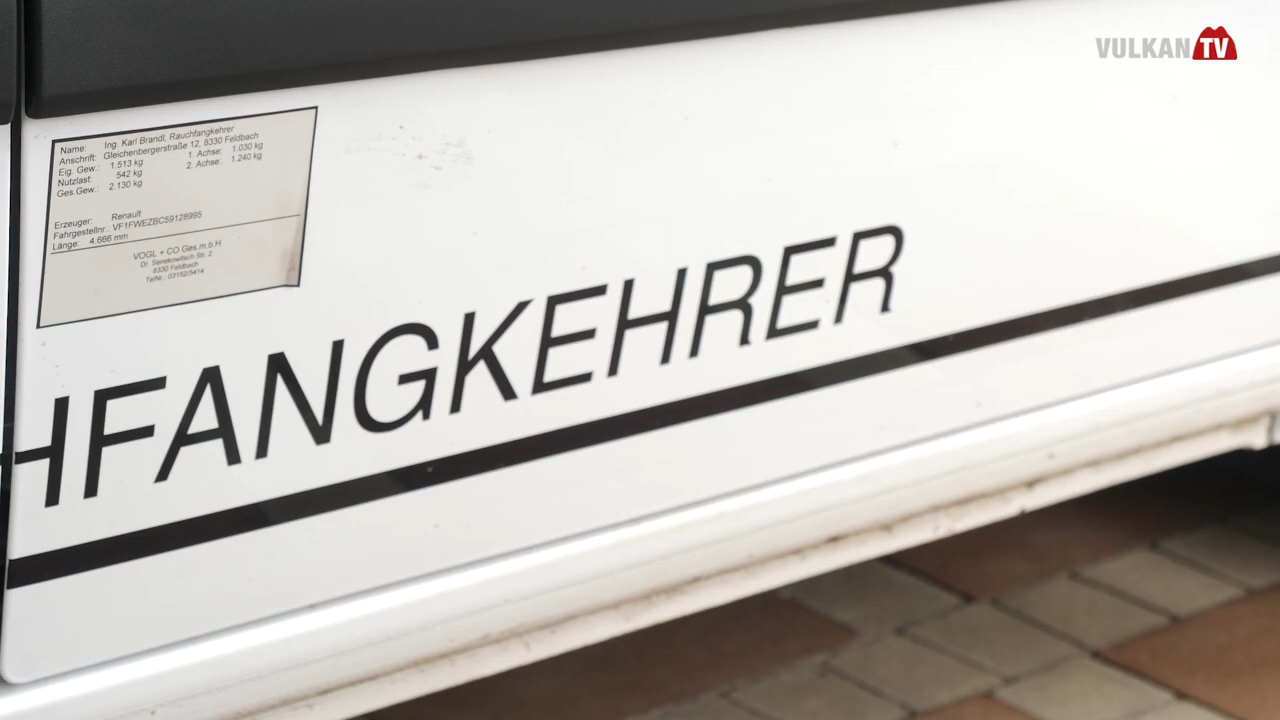 VULKAN TV
Name: Ing. Karl Brandl, Rauchfangkehrer
Anschrift: Gleichenbergerstraße 12, 8330 Feldbach
Eig. Gew.: 1.513 kg 1. Achse: 1.030 kg
Nutzlast: 542 kg 2. Achse: 1.240 kg
Ges.Gew.: 2.130 kg
Erzeuger: Renault
Fahrgestellnr.: VF1FWEZBC59128995
Länge: 4.666 mm
VOGL + CO Ges.m.b.H
Dr. Senekowitsch Str. 2
8330 Feldbach
TelNr.: 03152/5414
HFANGKEHRER